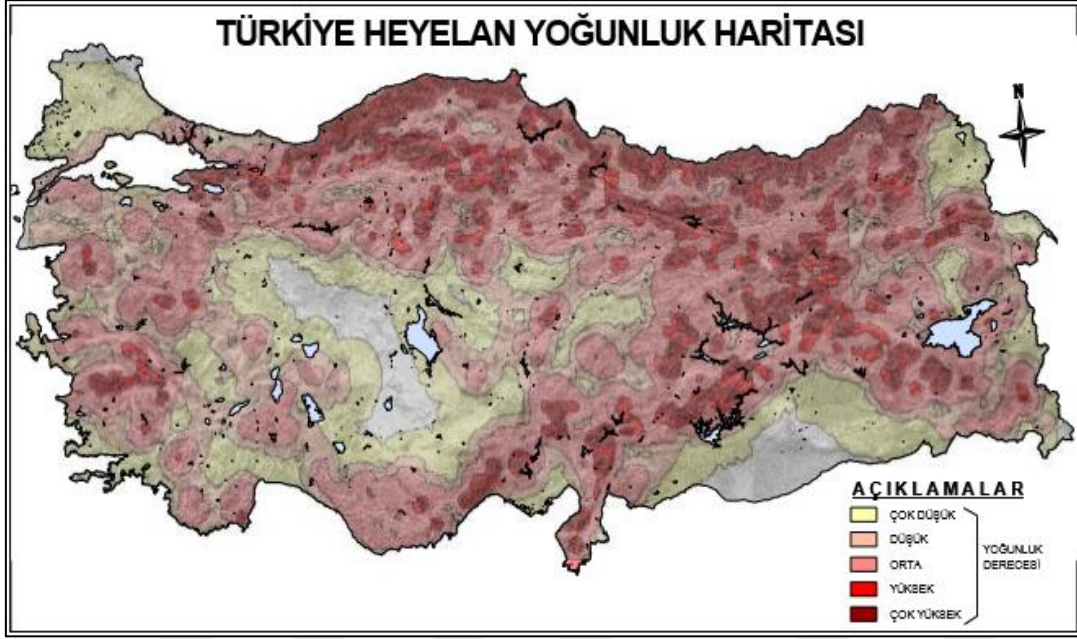 TÜRKİYE HEYELAN YOĞUNLUK HARİTASI
N
AÇIKLAMALAR
ÇOK DÜŞÜK
DÜŞÜK
ORTA
YÜKSEK
ÇOK YÜKSEK
YOĞUNLUK
DERECESİ